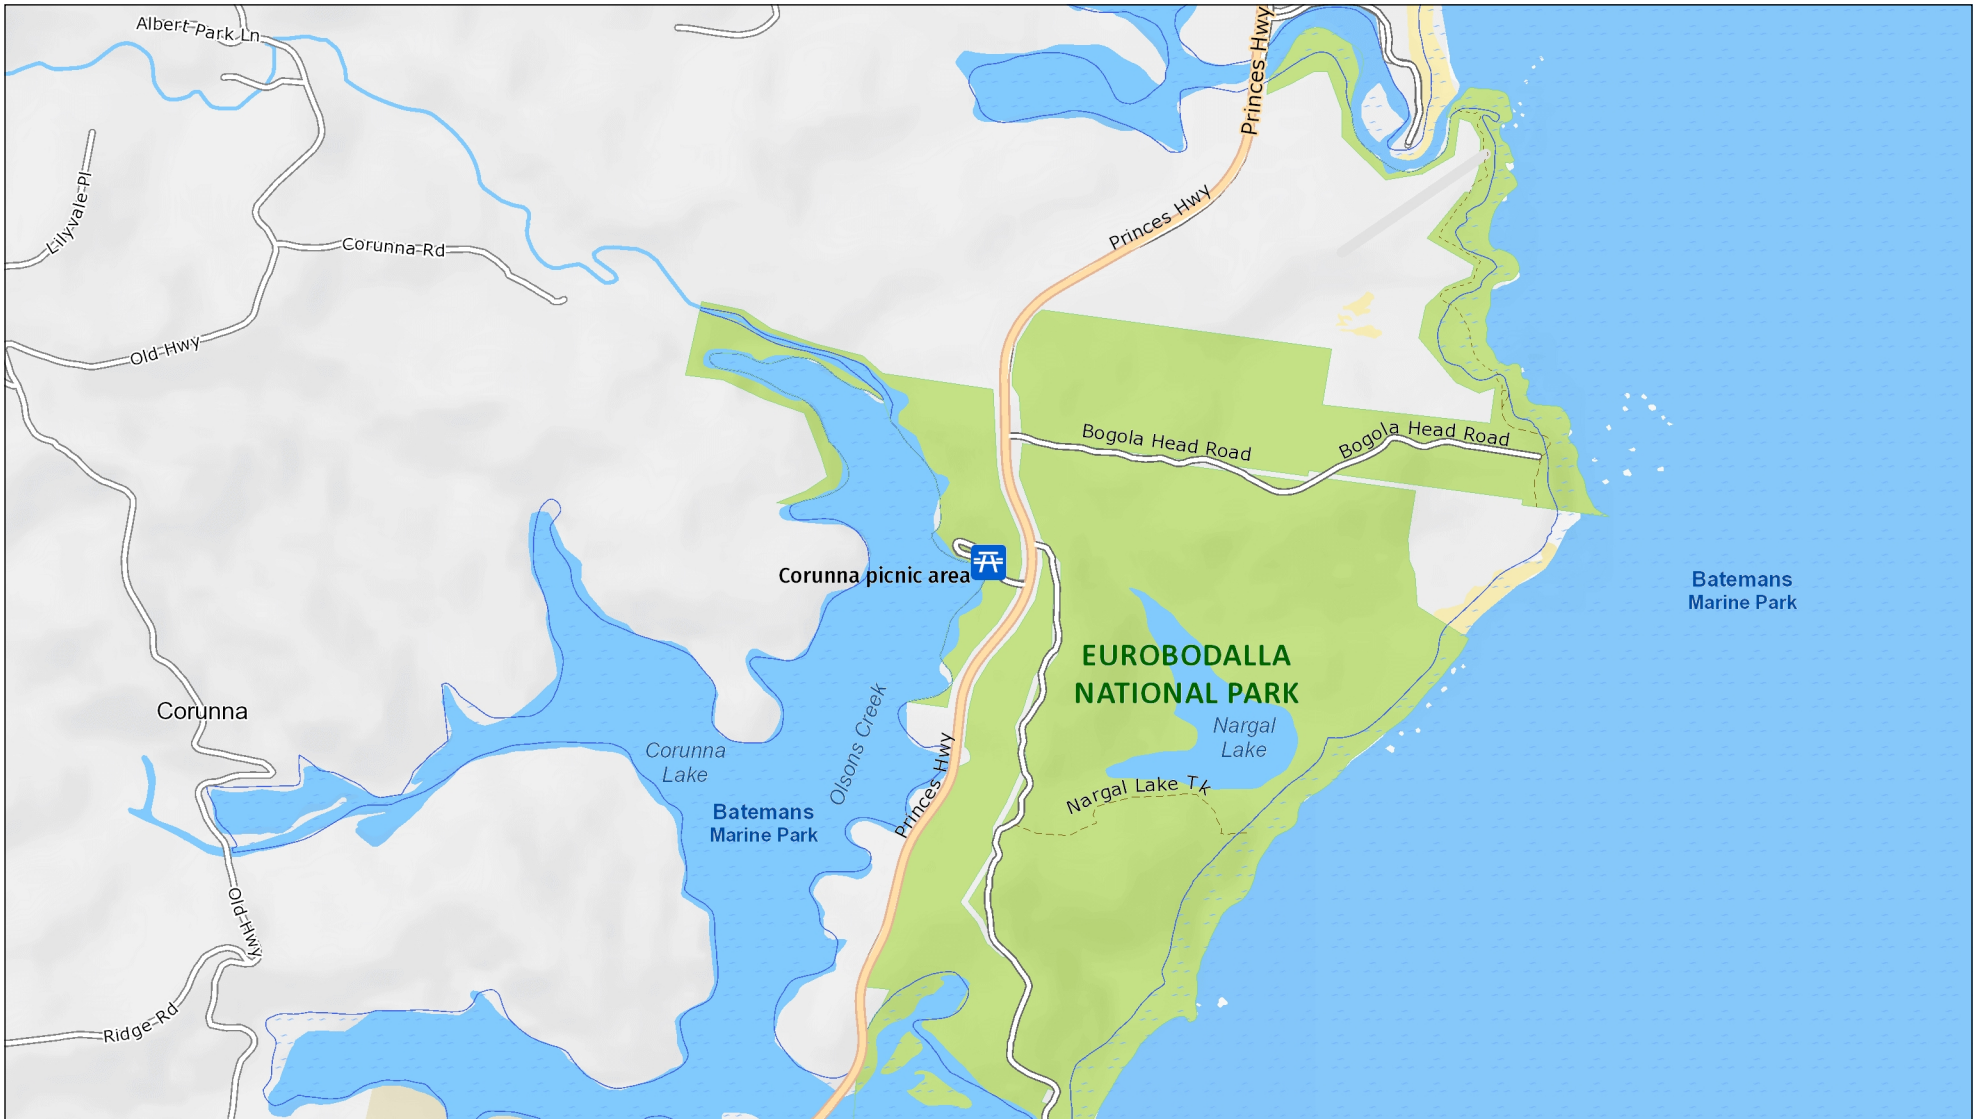 Albert Park Ln
Princes Hwy
Lilyvale Pl
Princes Hwy
Corunna Rd
Old Hwy
Bogola Head Road
Bogola Head Road
Corunna picnic area
Batemans
Marine Park
EUROBODALLA
NATIONAL PARK
Corunna
Nargal
Lake
Corunna
Lake
Olsons Creek
Princes Hwy
Nargal Lake Tk
Batemans
Marine Park
Old Hwy
Ridge Rd